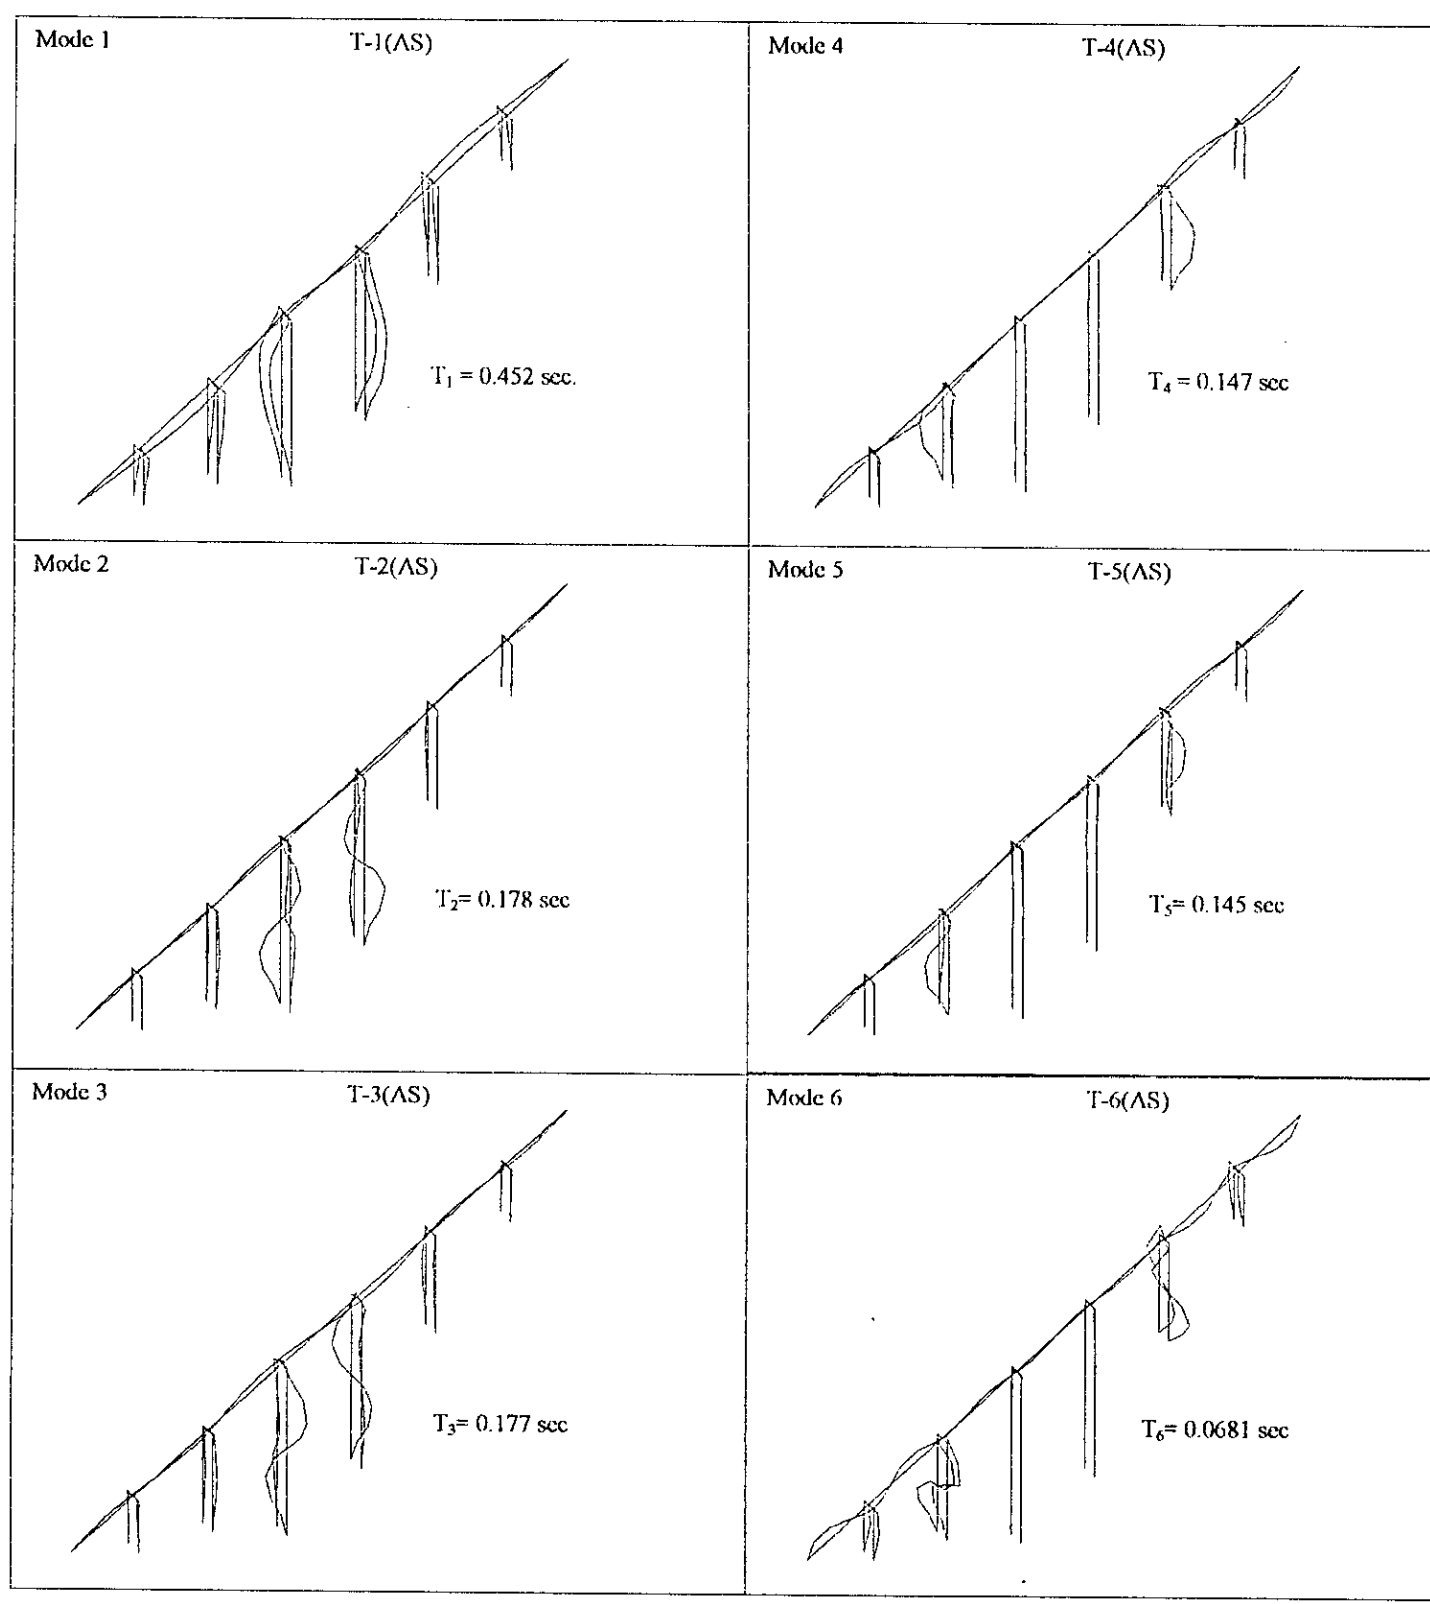 Mode 1
T-1(AS)
T₁ = 0.452 sec.
Mode 4
T-4(AS)
T₄ = 0.147 sec
Mode 2
T-2(AS)
T₂= 0.178 sec
Mode 5
T-5(AS)
T₅= 0.145 sec
Mode 3
T-3(AS)
T₃= 0.177 sec
Mode 6
T-6(AS)
T₆= 0.0681 sec